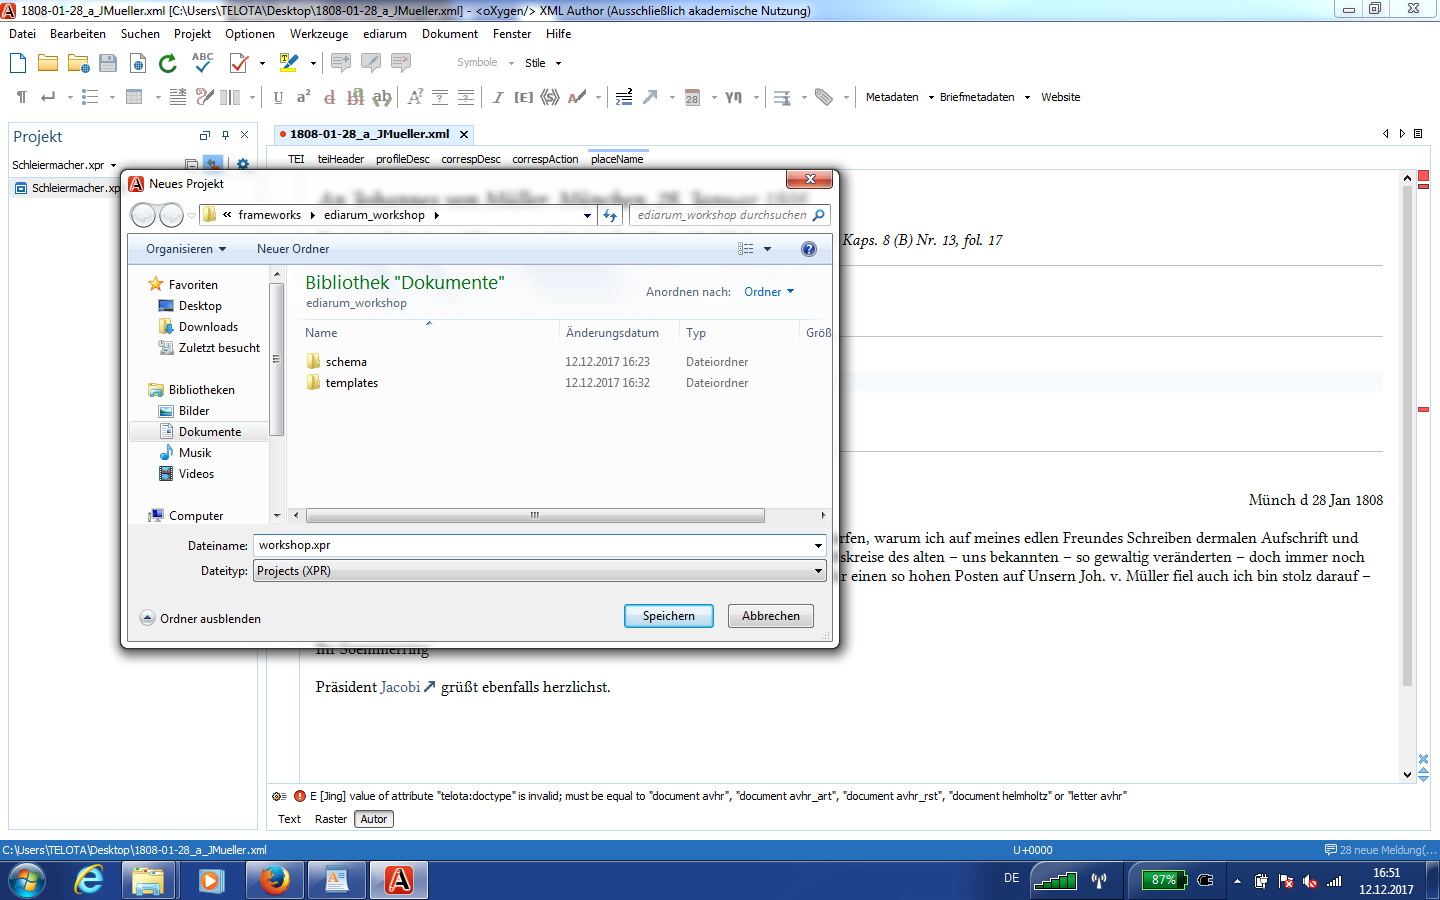 1808-01-28_a_JMueller.xml [C:\Users\TELOTA\Desktop\1808-01-28_a_JMueller.xml] - <oXygen/> XML Author (Ausschließlich akademische Nutzung)
Datei Bearbeiten Suchen Projekt Optionen Werkzeuge ediarum Dokument Fenster Hilfe
ABC Symbole Stile
Metadaten Briefmetadaten Website
Projekt
1808-01-28_a_JMueller.xml
Schleiermacher.xpr
TEI teiHeader profileDesc correspDesc correspAction placeName
Schleiermacher.xp
Neues Projekt
An Johannes von Müller. München, 28. Januar 1808
« frameworks ediarum_workshop
ediarum_workshop durchsuchen
Kaps. 8 (B) Nr. 13, fol. 17
Organisieren Neuer Ordner
Favoriten
Desktop
Downloads
Zuletzt besucht
Bibliotheken
Bilder
Dokumente
Musik
Videos
Computer
Bibliothek "Dokumente"
ediarum_workshop
Anordnen nach: Ordner
Name Änderungsdatum Typ Größ
schema 12.12.2017 16:23 Dateiordner
templates 12.12.2017 16:32 Dateiordner
Dateiname: workshop.xpr
Dateityp: Projects (XPR)
Ordner ausblenden
Speichern Abbrechen
Münch d 28 Jan 1808
rfen, warum ich auf meines edlen Freundes Schreiben dermalen Aufschrift und
skreise des alten – uns bekannten – so gewaltig veränderten – doch immer noch
r einen so hohen Posten auf Unsern Joh. v. Müller fiel auch ich bin stolz darauf –
Ihr Soemmerring
Präsident Jacobi grüßt ebenfalls herzlichst.
E [Jing] value of attribute "telota:doctype" is invalid; must be equal to "document avhr", "document avhr_art", "document avhr_rst", "document helmholtz" or "letter avhr"
Text Raster Autor
C:\Users\TELOTA\Desktop\1808-01-28_a_JMueller.xml U+0000 28 neue Meldung(...
DE 87% 16:51
12.12.2017